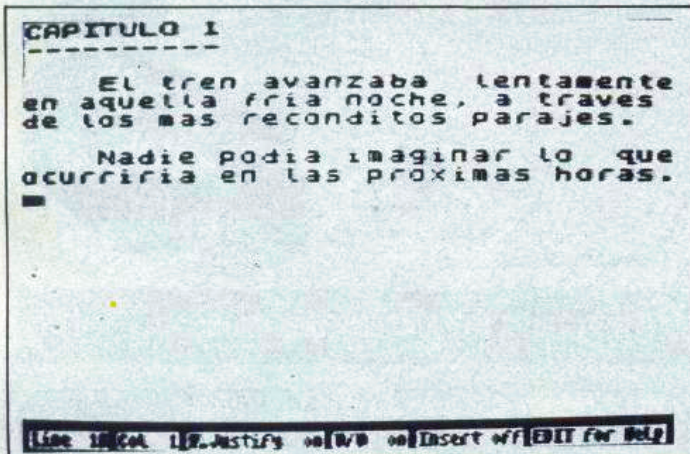 CAPITULO I
----------
El tren avanzaba lentamente
en aquella fria noche, a traves
de los mas reconditos parajes.
Nadie podia imaginar lo que
ocurriria en las proximas horas.
Line 10 Col 1 R.Justify on W/W on Insert off EDIT for Help